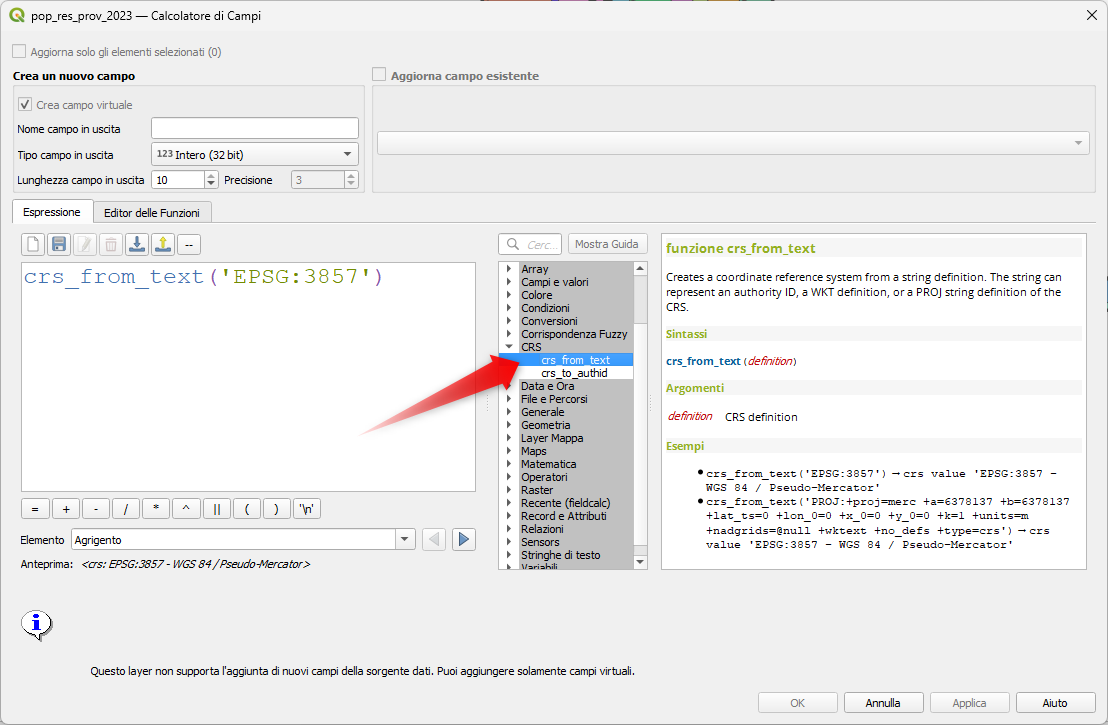 pop_res_prov_2023 — Calcolatore di Campi
Aggiorna solo gli elementi selezionati (0)
Crea un nuovo campo
Aggiorna campo esistente
Crea campo virtuale
Nome campo in uscita
Tipo campo in uscita
123 Intero (32 bit)
Lunghezza campo in uscita 10 Precisione 3
Espressione
Editor delle Funzioni
--
Cerc...
Mostra Guida
crs_from_text('EPSG:3857')
Array
Campi e valori
Colore
Condizioni
Conversioni
Corrispondenza Fuzzy
CRS
crs_from_text
crs_to_authid
Data e Ora
File e Percorsi
Generale
Geometria
Layer Mappa
Maps
Matematica
Operatori
Raster
Recente (fieldcalc)
Record e Attributi
Relazioni
Sensors
Stringhe di testo
Variabili
funzione crs_from_text
Creates a coordinate reference system from a string definition. The string can
represent an authority ID, a WKT definition, or a PROJ string definition of the
CRS.
Sintassi
crs_from_text (definition)
Argomenti
definition CRS definition
Esempi
crs_from_text('EPSG:3857') → crs value 'EPSG:3857 -
WGS 84 / Pseudo-Mercator'
crs_from_text('PROJ:+proj=merc +a=6378137 +b=6378137
+lat_ts=0 +lon_0=0 +x_0=0 +y_0=0 +k=1 +units=m
+nadgrids=@null +wktext +no_defs +type=crs') → crs
value 'EPSG:3857 - WGS 84 / Pseudo-Mercator'
= + - / * ^ || ( ) '\n'
Elemento Agrigento
Anteprima: <crs: EPSG:3857 - WGS 84 / Pseudo-Mercator>
Questo layer non supporta l'aggiunta di nuovi campi della sorgente dati. Puoi aggiungere solamente campi virtuali.
OK
Annulla
Applica
Aiuto